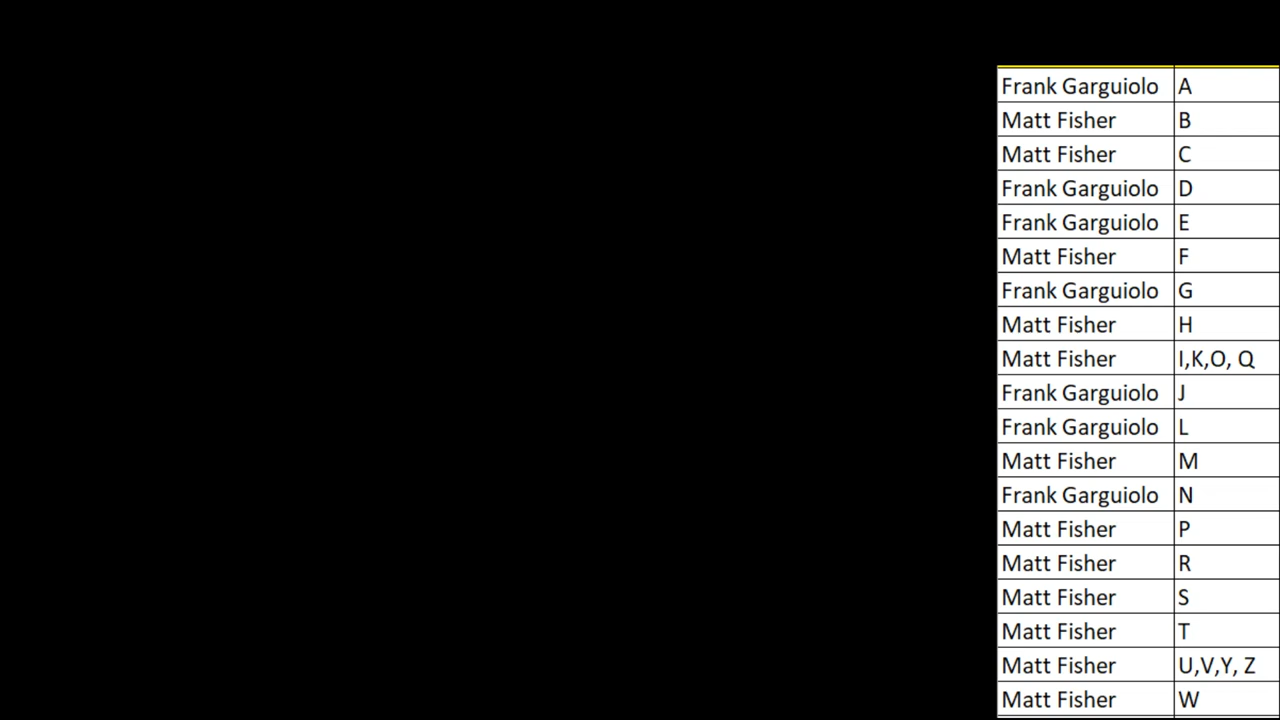 Frank Garguiolo A
Matt Fisher B
Matt Fisher C
Frank Garguiolo D
Frank Garguiolo E
Matt Fisher F
Frank Garguiolo G
Matt Fisher H
Matt Fisher I,K,O, Q
Frank Garguiolo J
Frank Garguiolo L
Matt Fisher M
Frank Garguiolo N
Matt Fisher P
Matt Fisher R
Matt Fisher S
Matt Fisher T
Matt Fisher U,V,Y, Z
Matt Fisher W